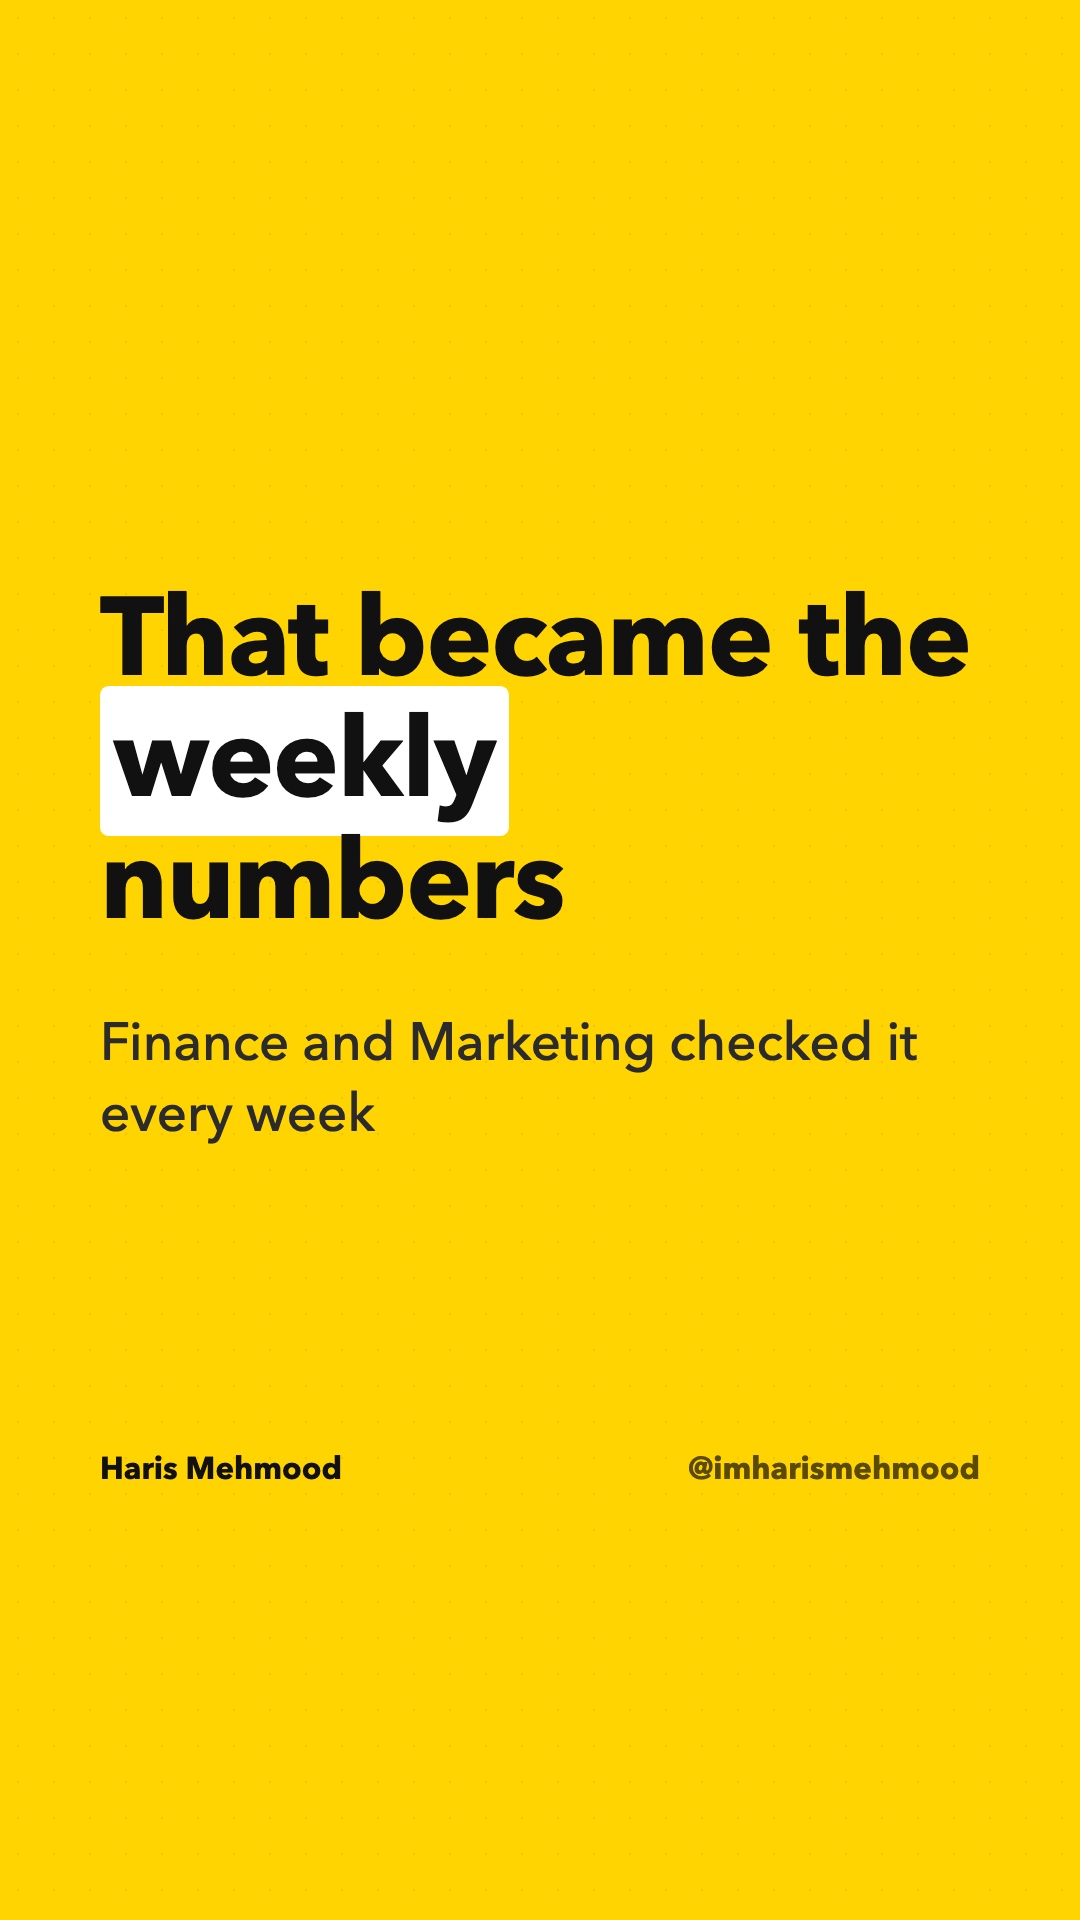 That became the
weekly
numbers
Finance and Marketing checked it
every week
Haris Mehmood
@imharismehmood